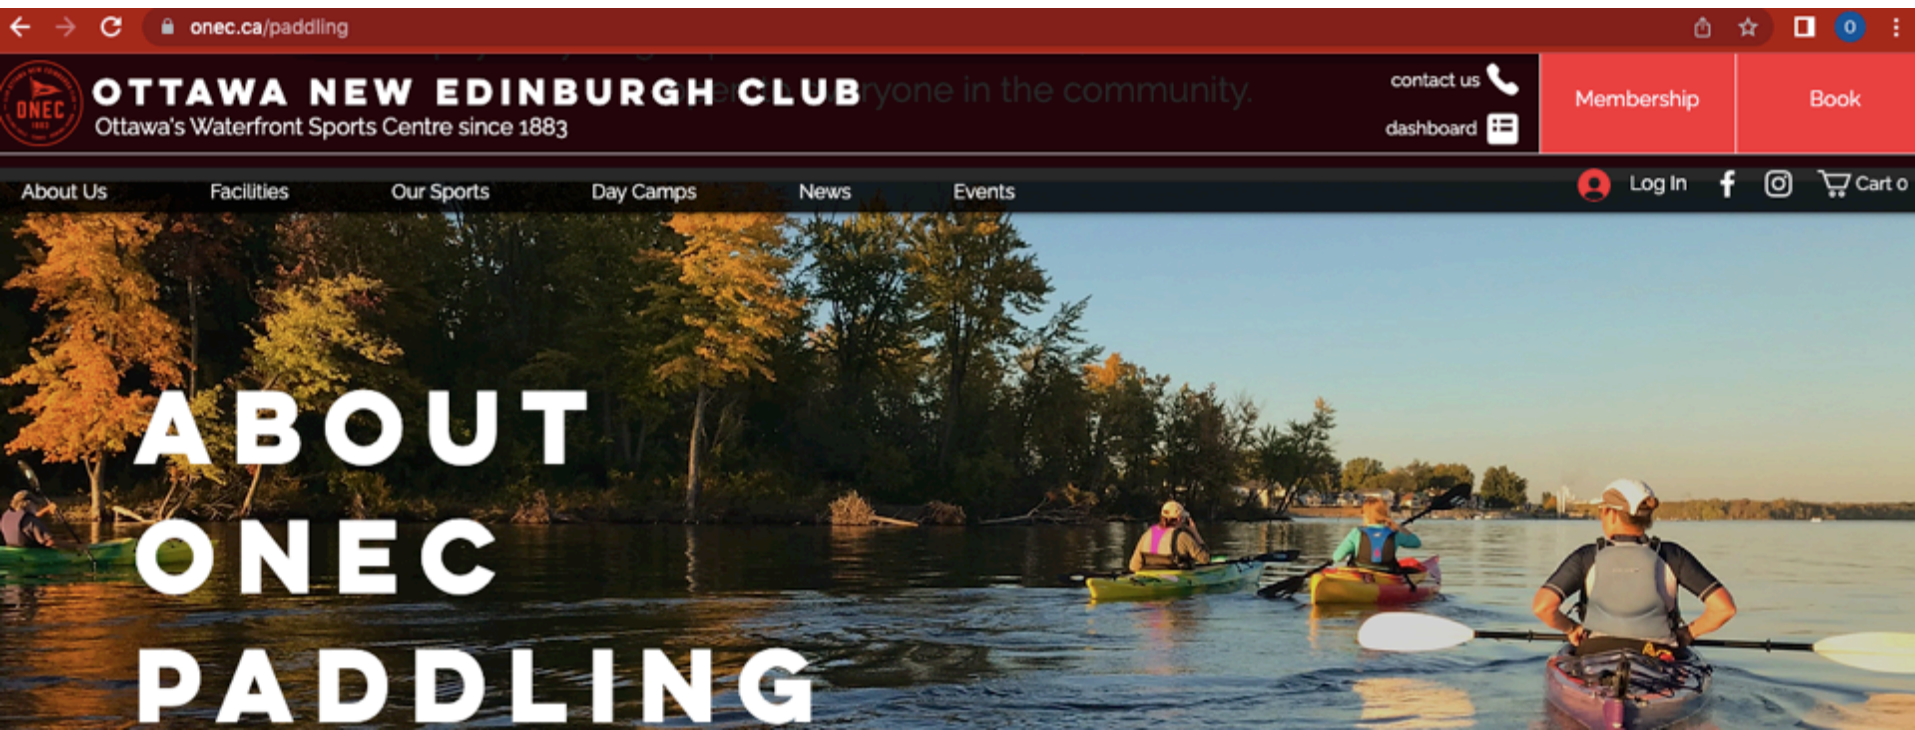 onec.ca/paddling
O
ryone in the community.
ONEC
1883
OTTAWA NEW EDINBURGH CLUB
Ottawa's Waterfront Sports Centre since 1883
contact us
dashboard
Membership
Book
About Us
Facilities
Our Sports
Day Camps
News
Events
Log In
Cart 0
ABOUT
ONEC
PADDLING